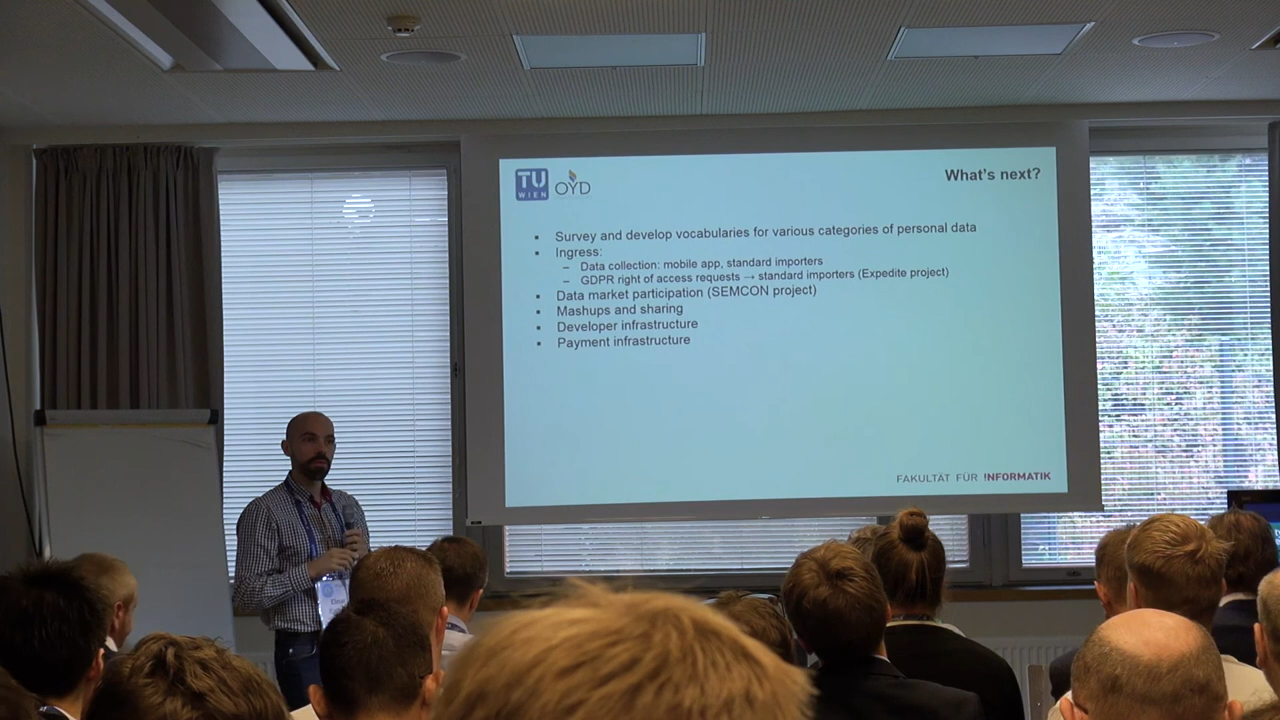 TU
WIEN
OYD
What's next?
▪ Survey and develop vocabularies for various categories of personal data
▪ Ingress:
– Data collection: mobile app, standard importers
– GDPR right of access requests → standard importers (Expedite project)
▪ Data market participation (SEMCON project)
▪ Mashups and sharing
▪ Developer infrastructure
▪ Payment infrastructure
FAKULTÄT FÜR !NFORMATIK